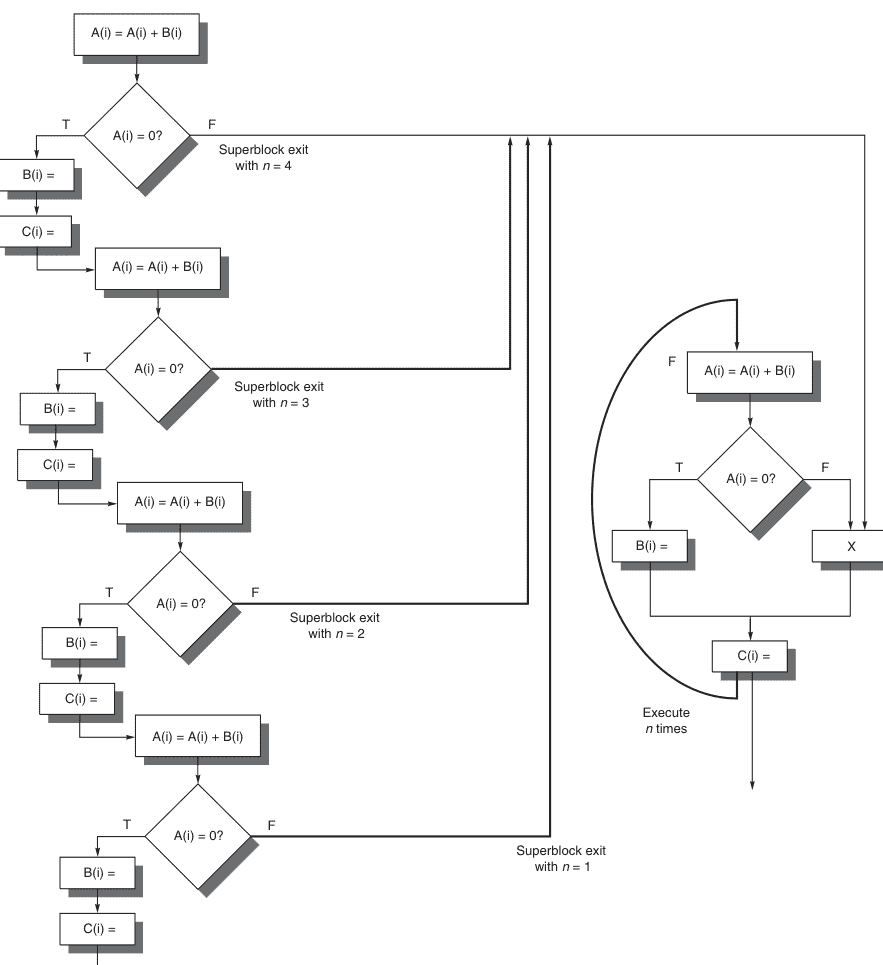 A(i) = A(i) + B(i)
A(i) = 0?
T
F
Superblock exit
with n = 4
B(i) =
C(i) =
A(i) = A(i) + B(i)
A(i) = 0?
T
Superblock exit
with n = 3
B(i) =
C(i) =
A(i) = A(i) + B(i)
A(i) = 0?
T
F
Superblock exit
with n = 2
B(i) =
C(i) =
A(i) = A(i) + B(i)
A(i) = 0?
T
F
Superblock exit
with n = 1
B(i) =
C(i) =
F
A(i) = A(i) + B(i)
A(i) = 0?
T
F
B(i) =
X
C(i) =
Execute
n times